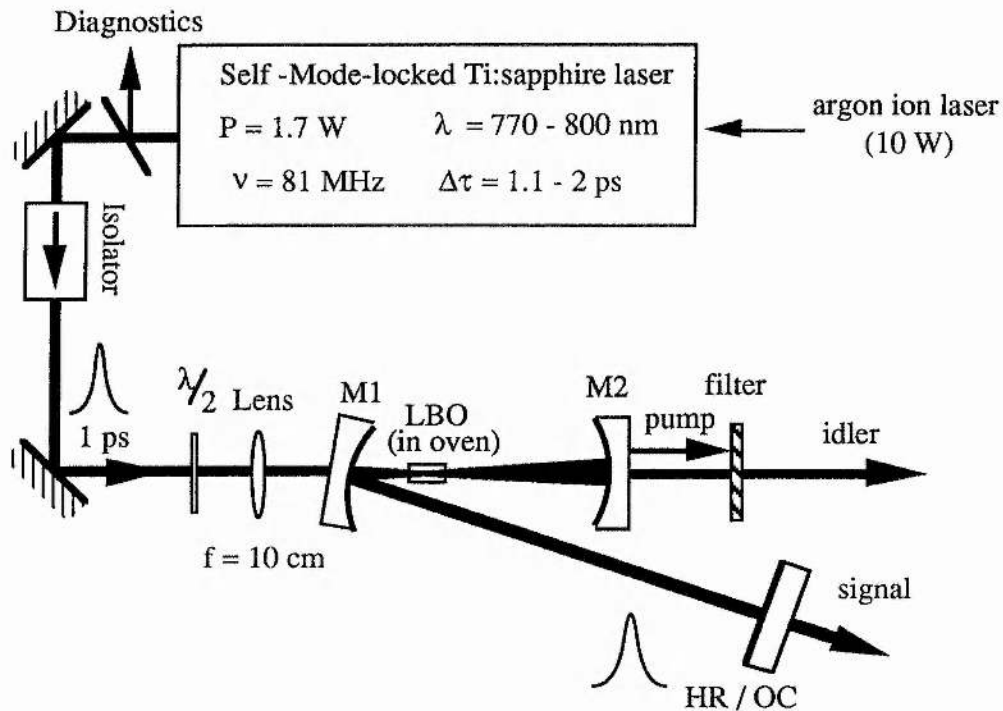 Diagnostics
Self -Mode-locked Ti:sapphire laser
P = 1.7 W λ = 770 - 800 nm
ν = 81 MHz Δτ = 1.1 - 2 ps
argon ion laser
(10 W)
Isolator
1 ps
λ/2
Lens
f = 10 cm
M1
LBO
(in oven)
M2
pump
filter
idler
signal
HR / OC